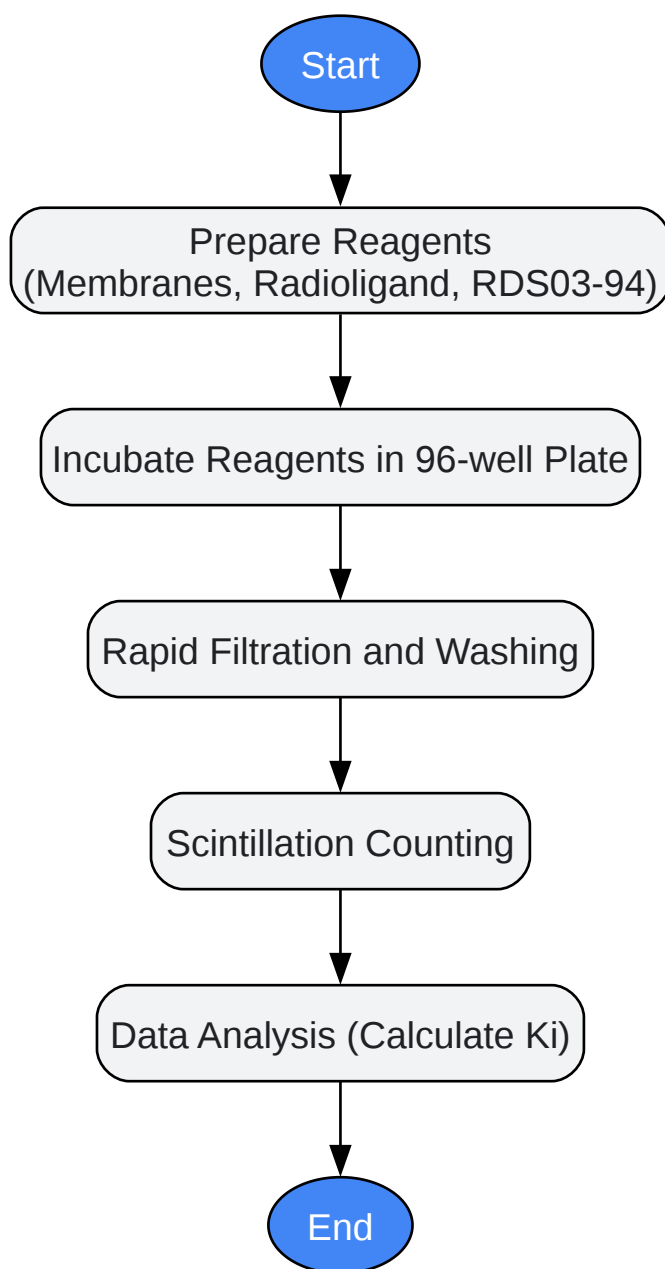 Start
Prepare Reagents
(Membranes, Radioligand, RDS03-94)
Incubate Reagents in 96-well Plate
Rapid Filtration and Washing
Scintillation Counting
Data Analysis (Calculate Ki)
End